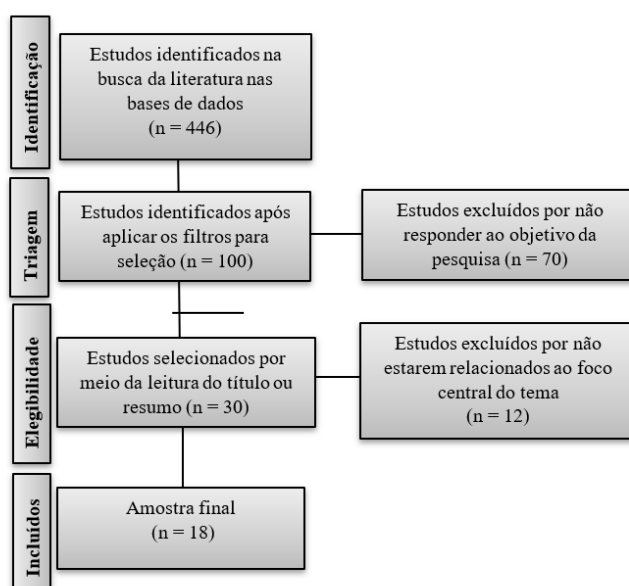 Identificação
Estudos identificados na
busca da literatura nas
bases de dados
(n = 446)
Triagem
Estudos identificados após
aplicar os filtros para
seleção (n = 100)
Estudos excluídos por não
responder ao objetivo da
pesquisa (n = 70)
Elegibilidade
Estudos selecionados por
meio da leitura do título ou
resumo (n = 30)
Estudos excluídos por não
estarem relacionados ao foco
central do tema
(n = 12)
Incluídos
Amostra final
(n = 18)